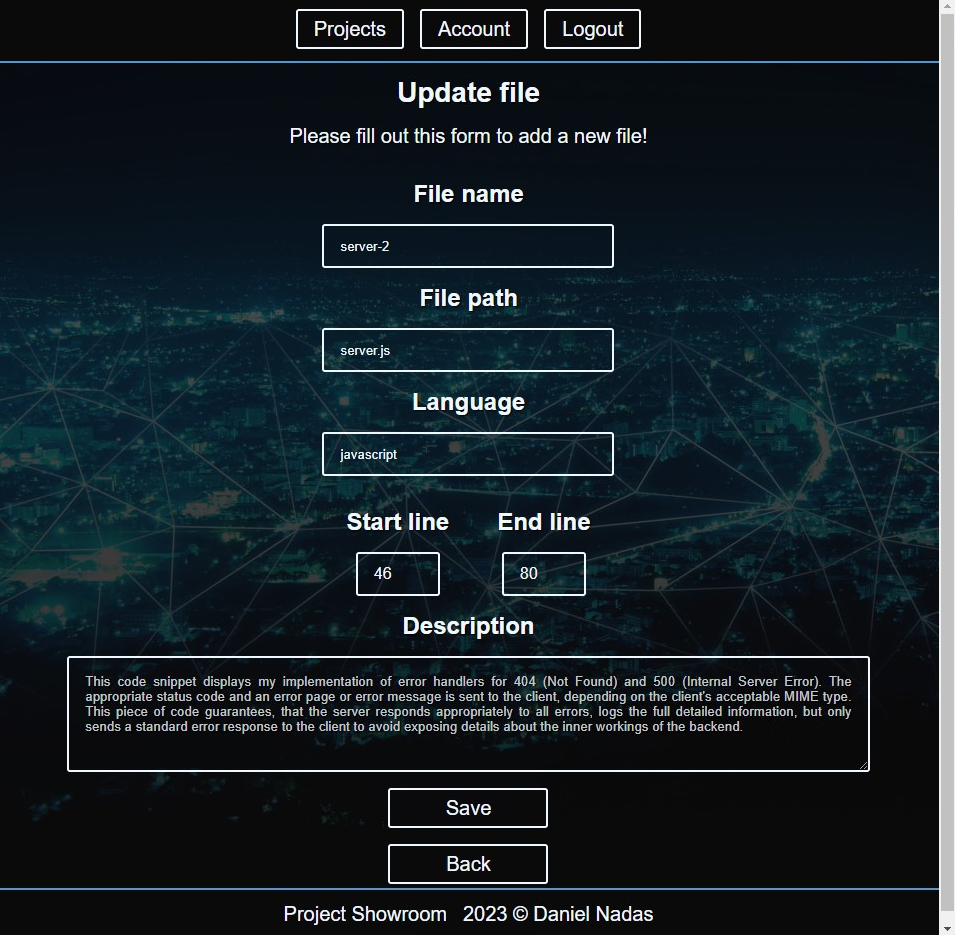 Projects Account Logout
Update file
Please fill out this form to add a new file!
File name
server-2
File path
server.js
Language
javascript
Start line End line
46 80
Description
This code snippet displays my implementation of error handlers for 404 (Not Found) and 500 (Internal Server Error). The
appropriate status code and an error page or error message is sent to the client, depending on the client's acceptable MIME type.
This piece of code guarantees, that the server responds appropriately to all errors, logs the full detailed information, but only
sends a standard error response to the client to avoid exposing details about the inner workings of the backend.
Save
Back
Project Showroom 2023 © Daniel Nadas